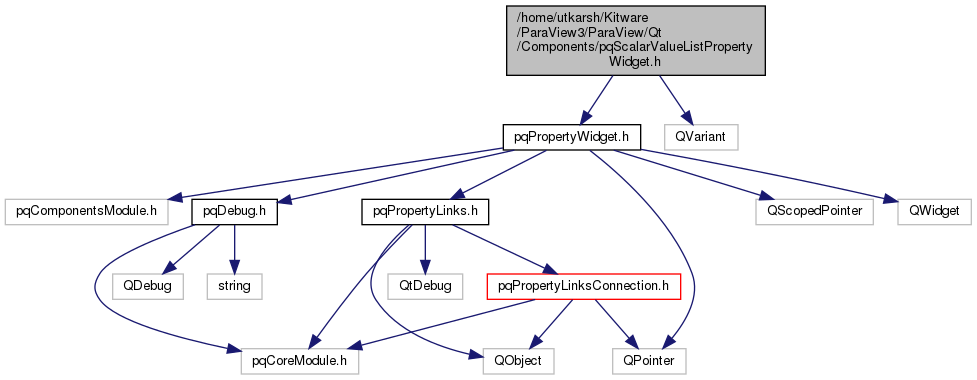 /home/utkarsh/Kitware
/ParaView3/ParaView/Qt
/Components/pqScalarValueListProperty
Widget.h
pqPropertyWidget.h
QVariant
pqComponentsModule.h
pqDebug.h
pqPropertyLinks.h
QScopedPointer
QWidget
QDebug
string
QtDebug
pqPropertyLinksConnection.h
pqCoreModule.h
QObject
QPointer